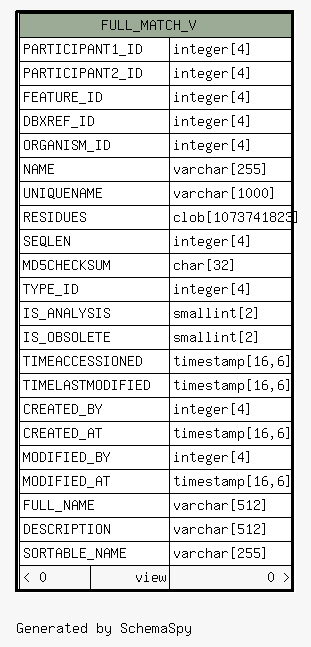 FULL_MATCH_V
PARTICIPANT1_ID integer[4]
PARTICIPANT2_ID integer[4]
FEATURE_ID integer[4]
DBXREF_ID integer[4]
ORGANISM_ID integer[4]
NAME varchar[255]
UNIQUENAME varchar[1000]
RESIDUES clob[1073741823]
SEQLEN integer[4]
MD5CHECKSUM char[32]
TYPE_ID integer[4]
IS_ANALYSIS smallint[2]
IS_OBSOLETE smallint[2]
TIMEACCESSIONED timestamp[16,6]
TIMELASTMODIFIED timestamp[16,6]
CREATED_BY integer[4]
CREATED_AT timestamp[16,6]
MODIFIED_BY integer[4]
MODIFIED_AT timestamp[16,6]
FULL_NAME varchar[512]
DESCRIPTION varchar[512]
SORTABLE_NAME varchar[255]
< 0 view 0 >
Generated by SchemaSpy